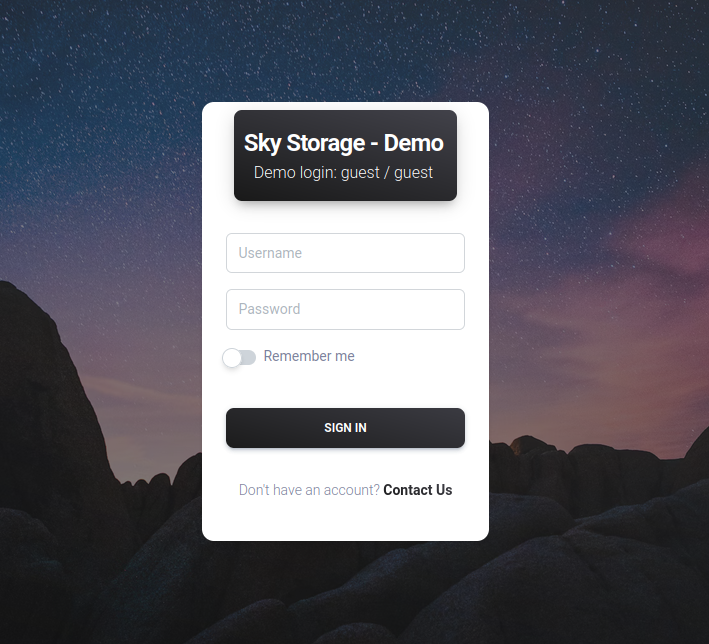 Sky Storage - Demo
Demo login: guest / guest
Username
Password
Remember me
SIGN IN
Don't have an account? Contact Us